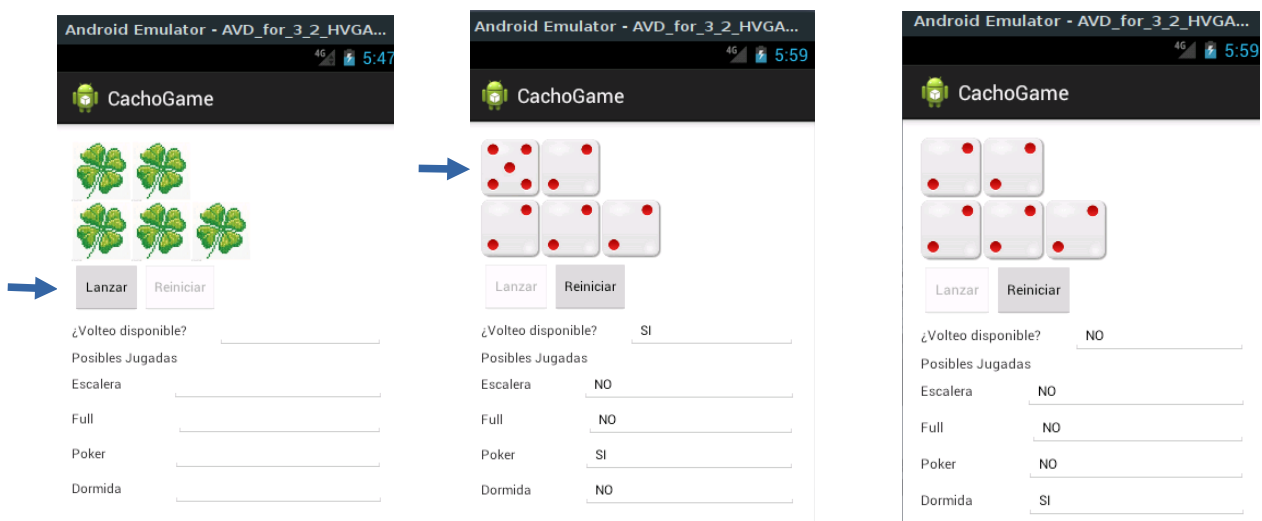 Android Emulator - AVD_for_3_2_HVGA...
4G 5:47
CachoGame
Lanzar Reiniciar
¿Volteo disponible?
Posibles Jugadas
Escalera
Full
Poker
Dormida
Android Emulator - AVD_for_3_2_HVGA...
4G 5:59
CachoGame
Lanzar Reiniciar
¿Volteo disponible? SI
Posibles Jugadas
Escalera NO
Full NO
Poker SI
Dormida NO
Android Emulator - AVD_for_3_2_HVGA...
4G 5:59
CachoGame
Lanzar Reiniciar
¿Volteo disponible? NO
Posibles Jugadas
Escalera NO
Full NO
Poker NO
Dormida SI